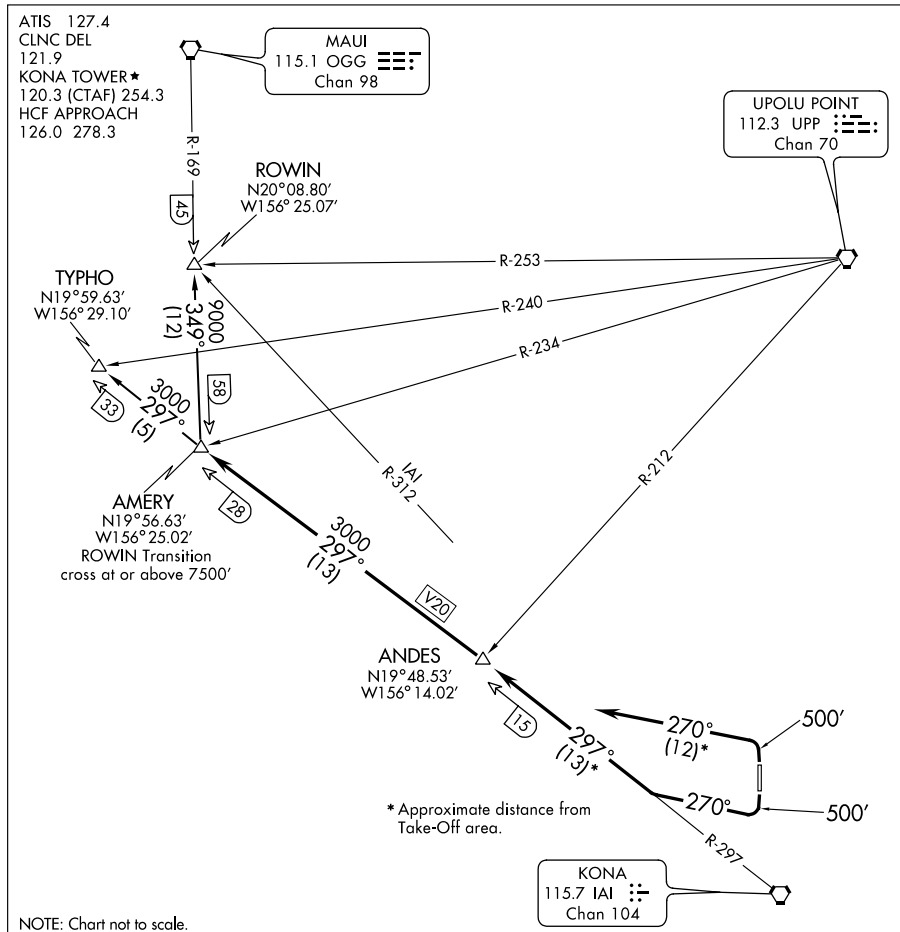 ATIS 127.4
CLNC DEL
121.9
KONA TOWER★
120.3 (CTAF) 254.3
HCF APPROACH
126.0 278.3
MAUI
115.1 OGG
Chan 98
UPOLU POINT
112.3 UPP
Chan 70
R-169
45
ROWIN
N20°08.80'
W156°25.07'
R-253
TYPHO
N19°59.63'
W156°29.10'
R-240
9000
349°
(12)
R-234
58
33
3000
297°
(5)
R-212
IAI
R-312
AMERY
N19°56.63'
W156°25.02'
ROWIN Transition
cross at or above 7500'
28
3000
297°
(13)
V20
ANDES
N19°48.53'
W156°14.02'
15
297°
(13)*
270°
(12)*
500'
270°
500'
* Approximate distance from
Take-Off area.
R-297
KONA
115.7 IAI
Chan 104
NOTE: Chart not to scale.